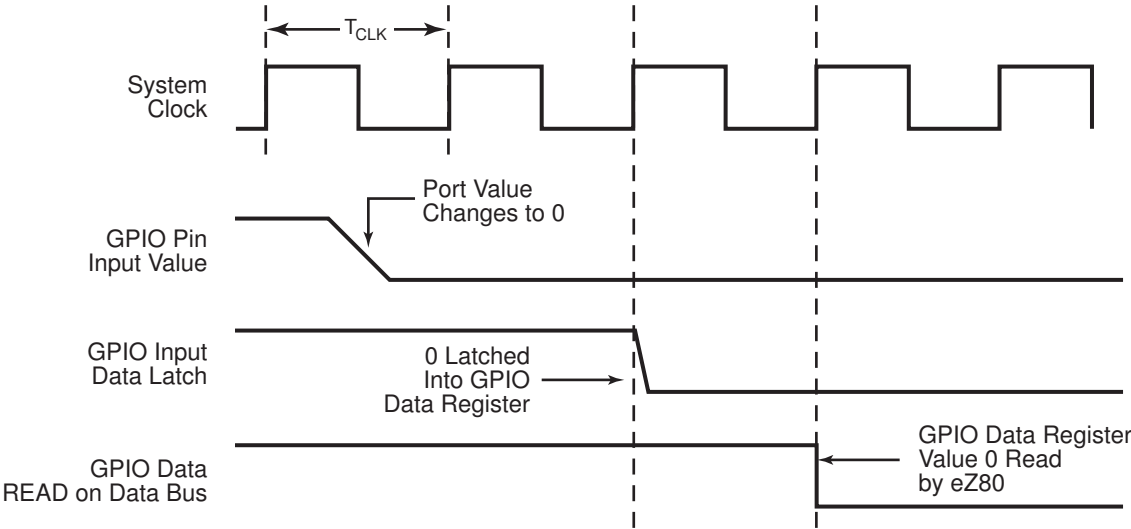 T_CLK
System
Clock
Port Value
Changes to 0
GPIO Pin
Input Value
GPIO Input
Data Latch
0 Latched
Into GPIO
Data Register
GPIO Data
READ on Data Bus
GPIO Data Register
Value 0 Read
by eZ80